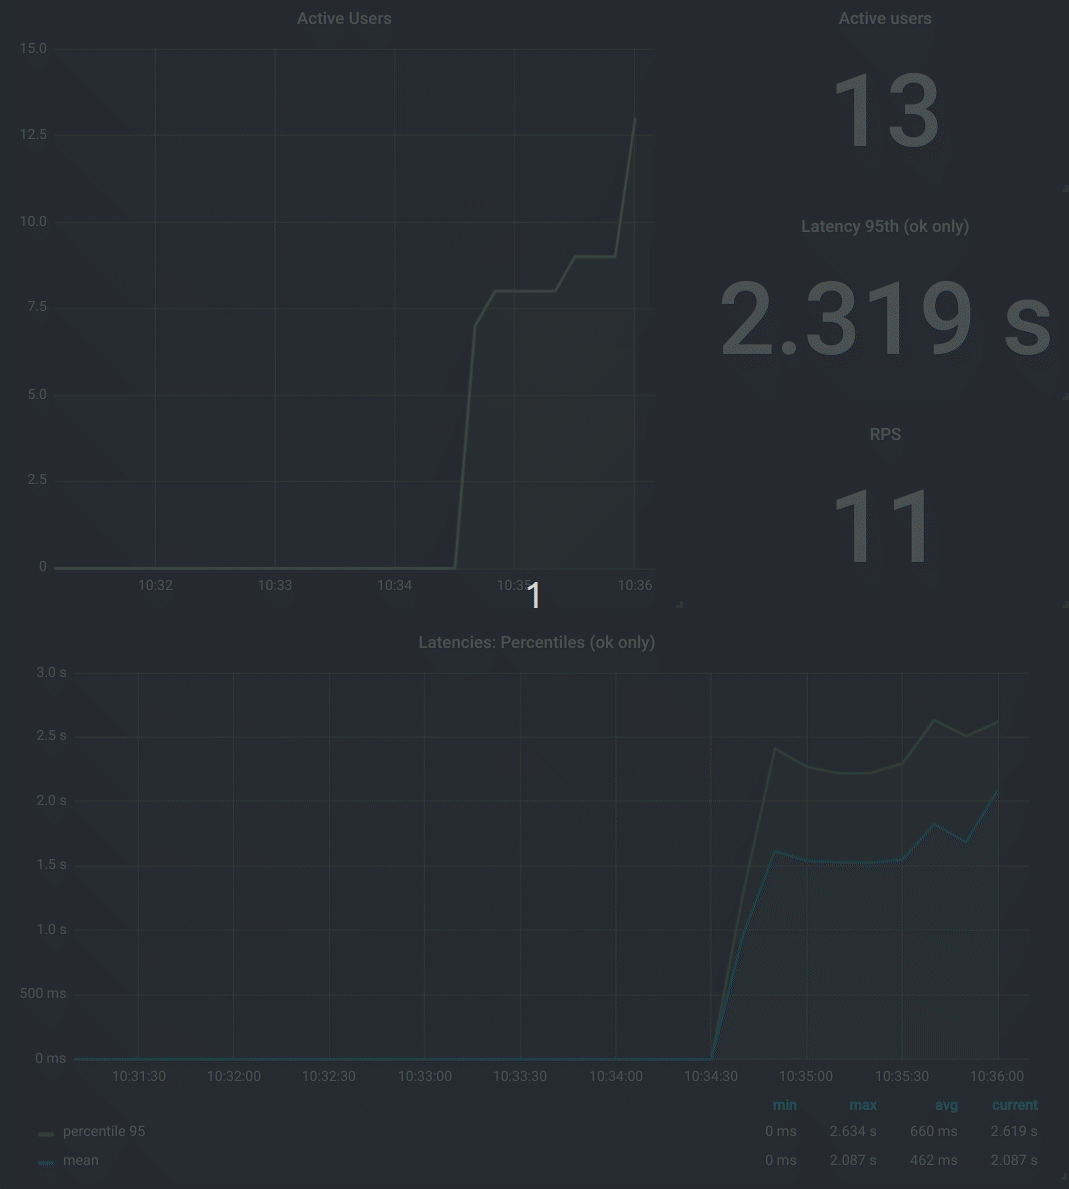 Active Users
15.0
12.5
10.0
7.5
5.0
2.5
0
10:32 10:33 10:34 10:35 10:36
Active users
13
Latency 95th (ok only)
2.319 s
RPS
11
1
Latencies: Percentiles (ok only)
3.0 s
2.5 s
2.0 s
1.5 s
1.0 s
500 ms
0 ms
10:31:30 10:32:00 10:32:30 10:33:00 10:33:30 10:34:00 10:34:30 10:35:00 10:35:30 10:36:00
min max avg current
percentile 95 0 ms 2.634 s 660 ms 2.619 s
mean 0 ms 2.087 s 462 ms 2.087 s